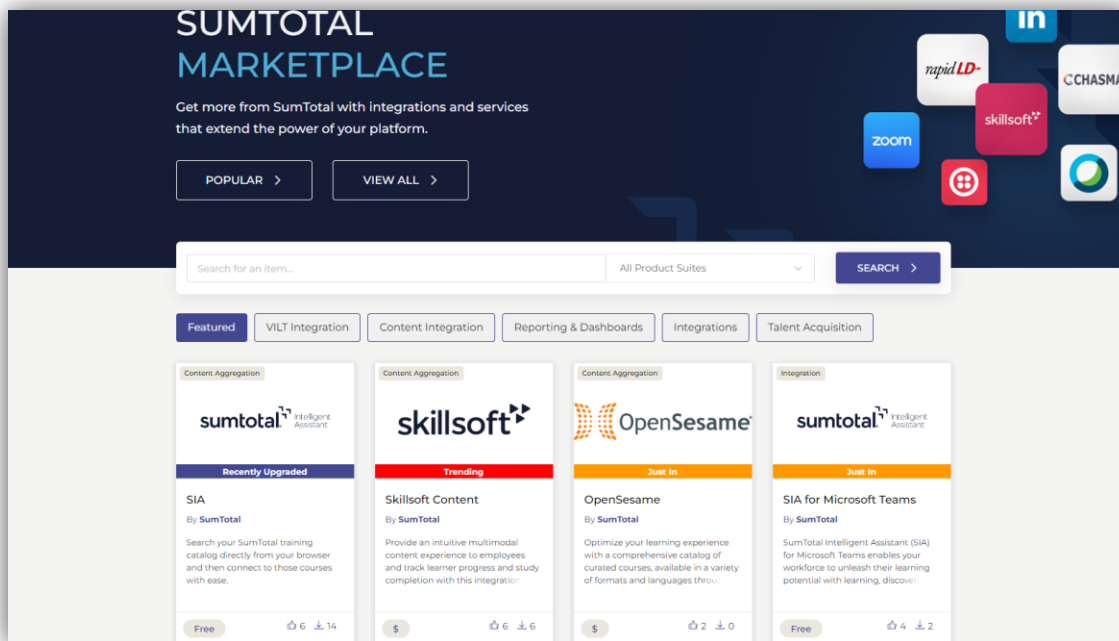 SUMTOTAL
MARKETPLACE
Get more from SumTotal with integrations and services
that extend the power of your platform.
POPULAR
VIEW ALL
in
rapidLD+
CCHASMA
skillsoft
zoom
Search for an item...
All Product Suites
SEARCH
Featured
VILT Integration
Content Integration
Reporting & Dashboards
Integrations
Talent Acquisition
Content Aggregation
sumtotal Intelligent
Assistant
Recently Upgraded
SIA
By SumTotal
Search your SumTotal training
catalog directly from your browser
and then connect to those courses
with ease.
Free
6 14
Content Aggregation
skillsoft
Trending
Skillsoft Content
By SumTotal
Provide an intuitive multimodal
content experience to employees
and track learner progress and study
completion with this integration
$
6 6
Content Aggregation
OpenSesame
Just In
OpenSesame
By SumTotal
Optimize your learning experience
with a comprehensive catalog of
curated courses, available in a variety
of formats and languages throu
$
2 0
Integration
sumtotal Intelligent
Assistant
Just In
SIA for Microsoft Teams
By SumTotal
SumTotal Intelligent Assistant (SIA)
for Microsoft Teams enables your
workforce to unleash their learning
potential with learning, discove
Free
4 2